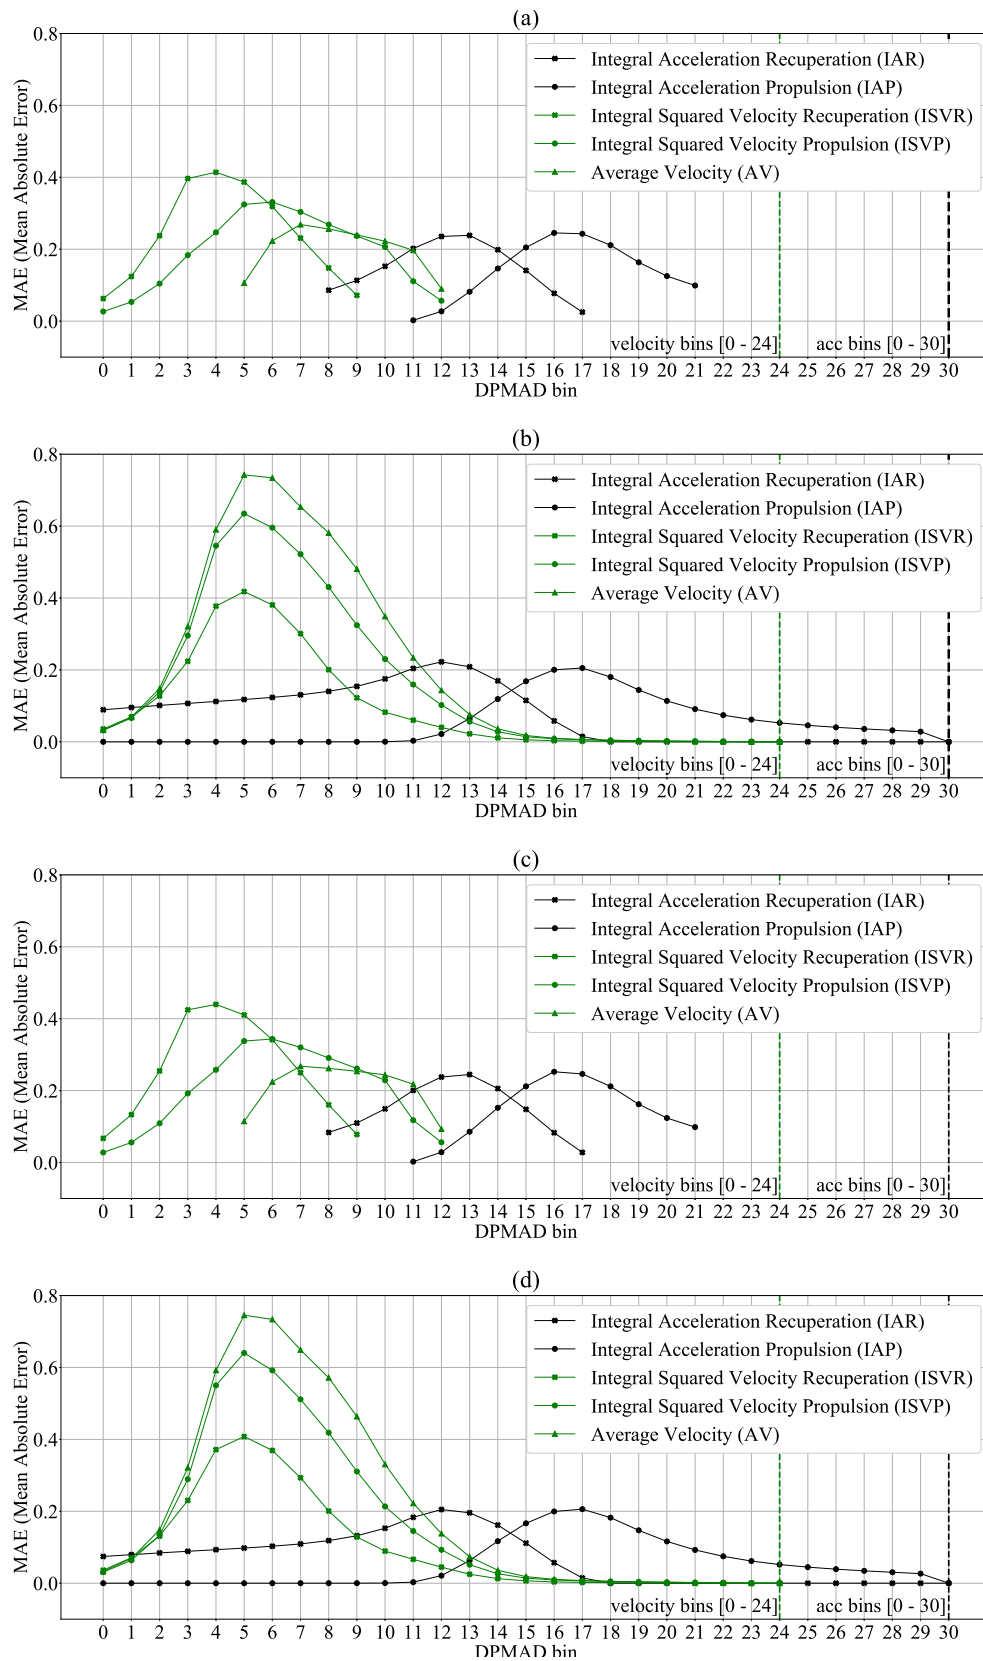 (a)
0.8
0.6
0.4
0.2
0.0
MAE (Mean Absolute Error)
Integral Acceleration Recuperation (IAR)
Integral Acceleration Propulsion (IAP)
Integral Squared Velocity Recuperation (ISVR)
Integral Squared Velocity Propulsion (ISVP)
Average Velocity (AV)
velocity bins [0 - 24] acc bins [0 - 30]
0 1 2 3 4 5 6 7 8 9 10 11 12 13 14 15 16 17 18 19 20 21 22 23 24 25 26 27 28 29 30
DPMAD bin
(b)
0.8
0.6
0.4
0.2
0.0
MAE (Mean Absolute Error)
Integral Acceleration Recuperation (IAR)
Integral Acceleration Propulsion (IAP)
Integral Squared Velocity Recuperation (ISVR)
Integral Squared Velocity Propulsion (ISVP)
Average Velocity (AV)
velocity bins [0 - 24] acc bins [0 - 30]
0 1 2 3 4 5 6 7 8 9 10 11 12 13 14 15 16 17 18 19 20 21 22 23 24 25 26 27 28 29 30
DPMAD bin
(c)
0.8
0.6
0.4
0.2
0.0
MAE (Mean Absolute Error)
Integral Acceleration Recuperation (IAR)
Integral Acceleration Propulsion (IAP)
Integral Squared Velocity Recuperation (ISVR)
Integral Squared Velocity Propulsion (ISVP)
Average Velocity (AV)
velocity bins [0 - 24] acc bins [0 - 30]
0 1 2 3 4 5 6 7 8 9 10 11 12 13 14 15 16 17 18 19 20 21 22 23 24 25 26 27 28 29 30
DPMAD bin
(d)
0.8
0.6
0.4
0.2
0.0
MAE (Mean Absolute Error)
Integral Acceleration Recuperation (IAR)
Integral Acceleration Propulsion (IAP)
Integral Squared Velocity Recuperation (ISVR)
Integral Squared Velocity Propulsion (ISVP)
Average Velocity (AV)
velocity bins [0 - 24] acc bins [0 - 30]
0 1 2 3 4 5 6 7 8 9 10 11 12 13 14 15 16 17 18 19 20 21 22 23 24 25 26 27 28 29 30
DPMAD bin